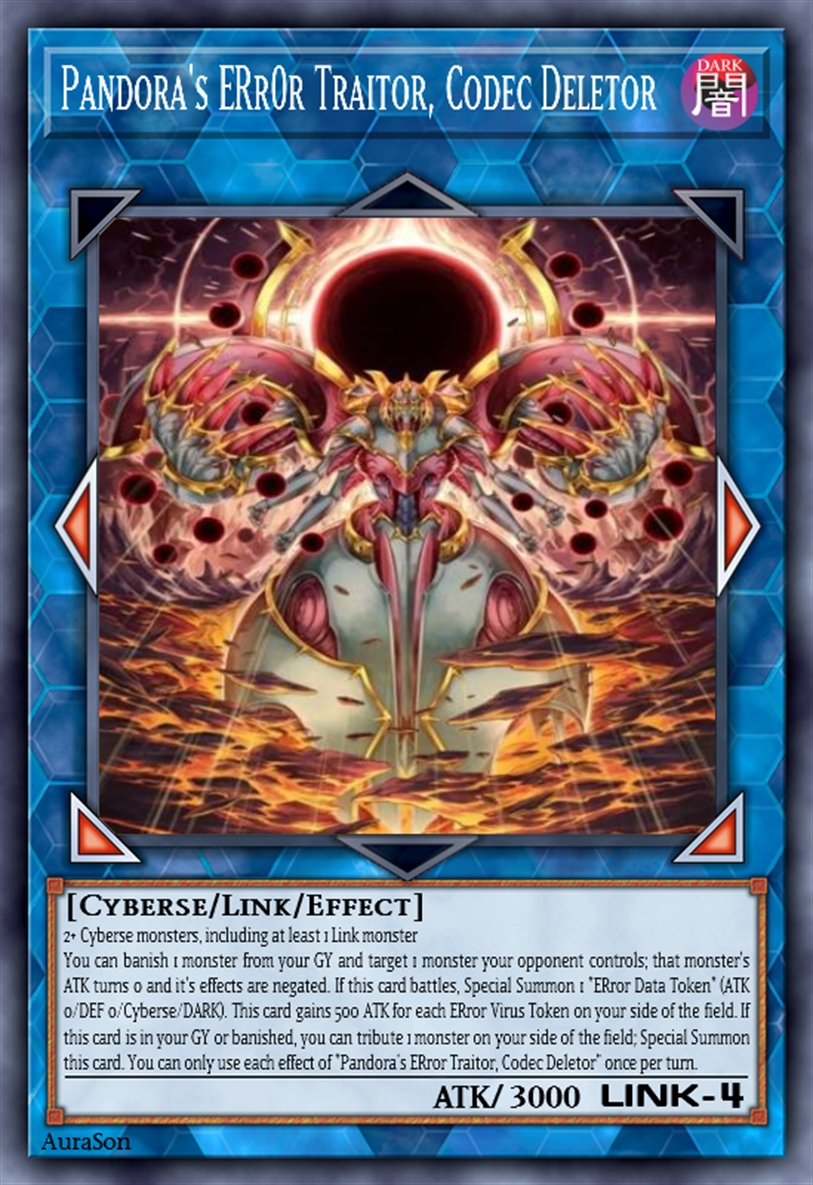 Pandora's ERr0r Traitor, Codec Deletor
DARK
闇
[Cyberse/Link/Effect]
2+ Cyberse monsters, including at least 1 Link monster
You can banish 1 monster from your GY and target 1 monster your opponent controls; that monster's
ATK turns 0 and it's effects are negated. If this card battles, Special Summon 1 "ERror Data Token" (ATK
0/DEF 0/Cyberse/DARK). This card gains 500 ATK for each ERror Virus Token on your side of the field. If
this card is in your GY or banished, you can tribute 1 monster on your side of the field; Special Summon
this card. You can only use each effect of "Pandora's ERror Traitor, Codec Deletor" once per turn.
ATK/ 3000 LINK-4
AuraSon